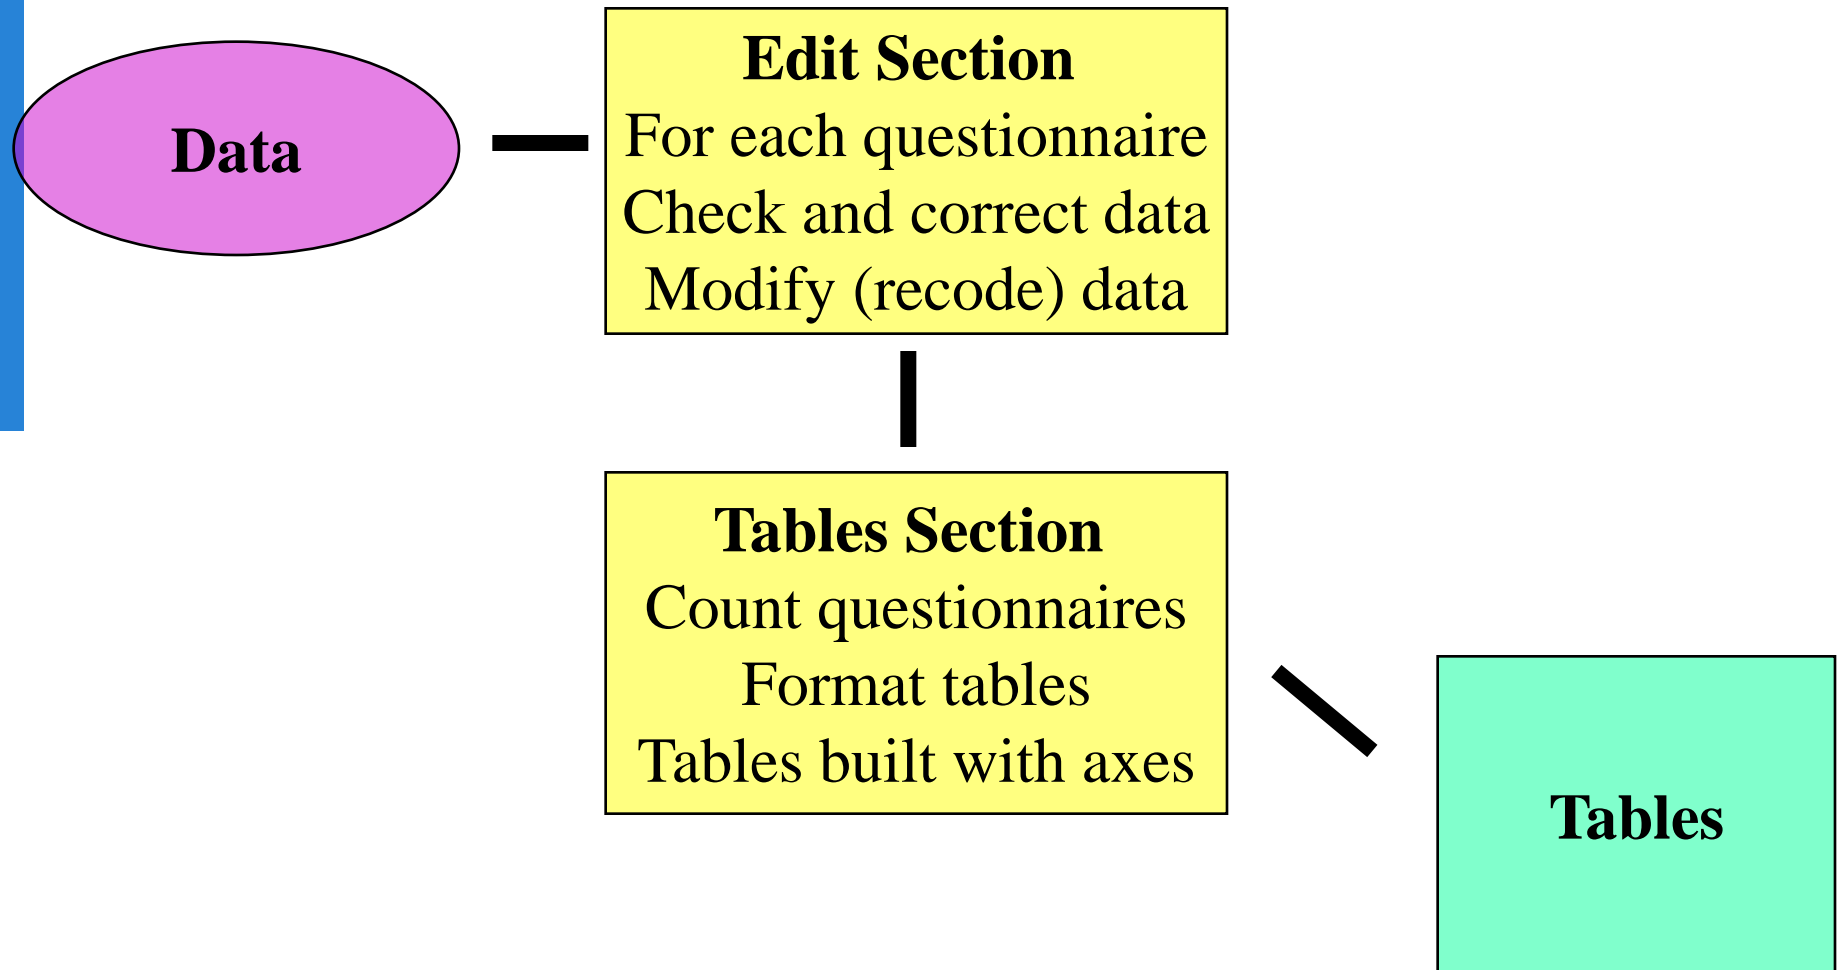 Data
Edit Section
For each questionnaire
Check and correct data
Modify (recode) data
Tables Section
Count questionnaires
Format tables
Tables built with axes
Tables